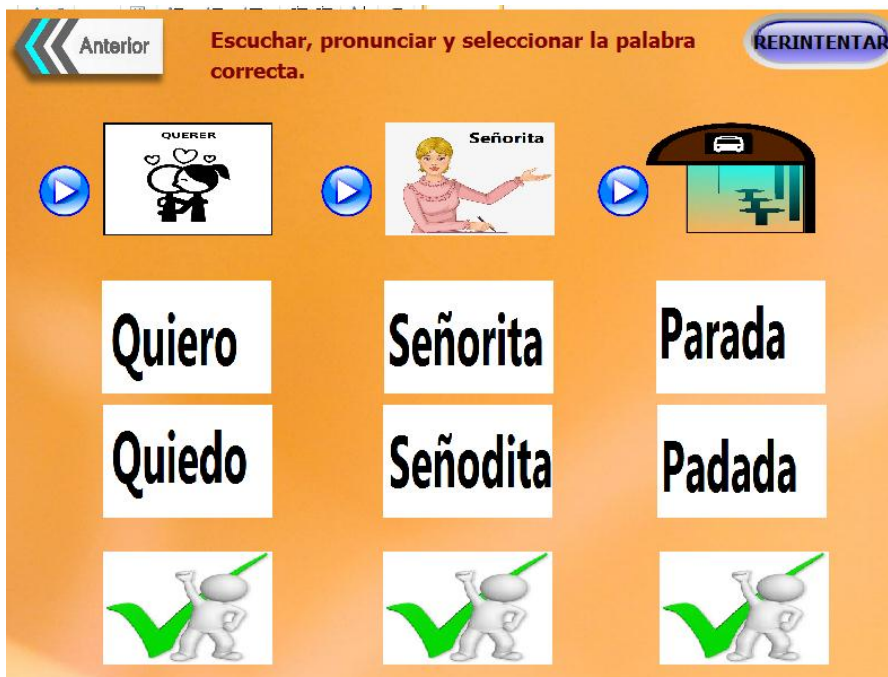 Anterior
Escuchar, pronunciar y seleccionar la palabra
correcta.
RERINTENTAR
QUERER
Señorita
Quiero
Señorita
Parada
Quiedo
Señodita
Padada